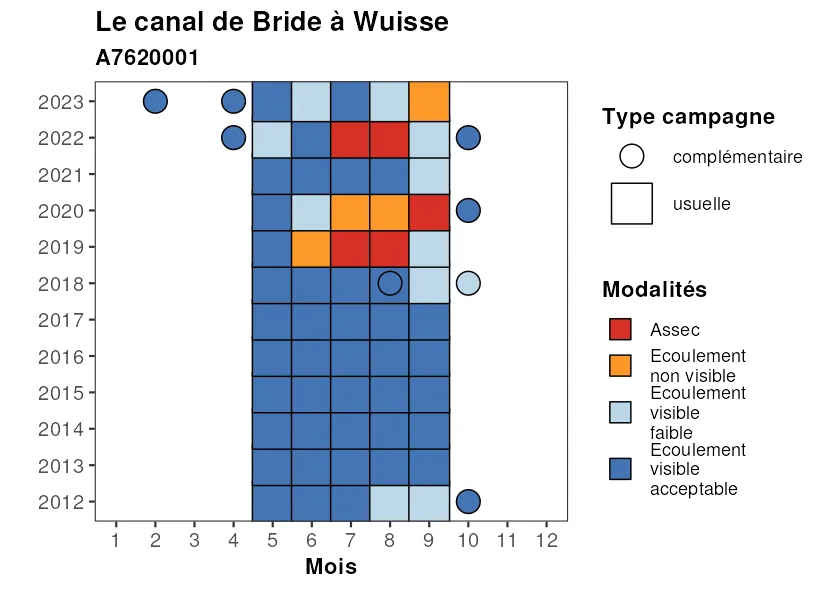 Le canal de Bride à Wuisse
A7620001
2023
2022
2021
2020
2019
2018
2017
2016
2015
2014
2013
2012
1 2 3 4 5 6 7 8 9 10 11 12
Mois
Type campagne
complémentaire
usuelle
Modalités
Assec
Ecoulement
non visible
Ecoulement
visible
faible
Ecoulement
visible
acceptable